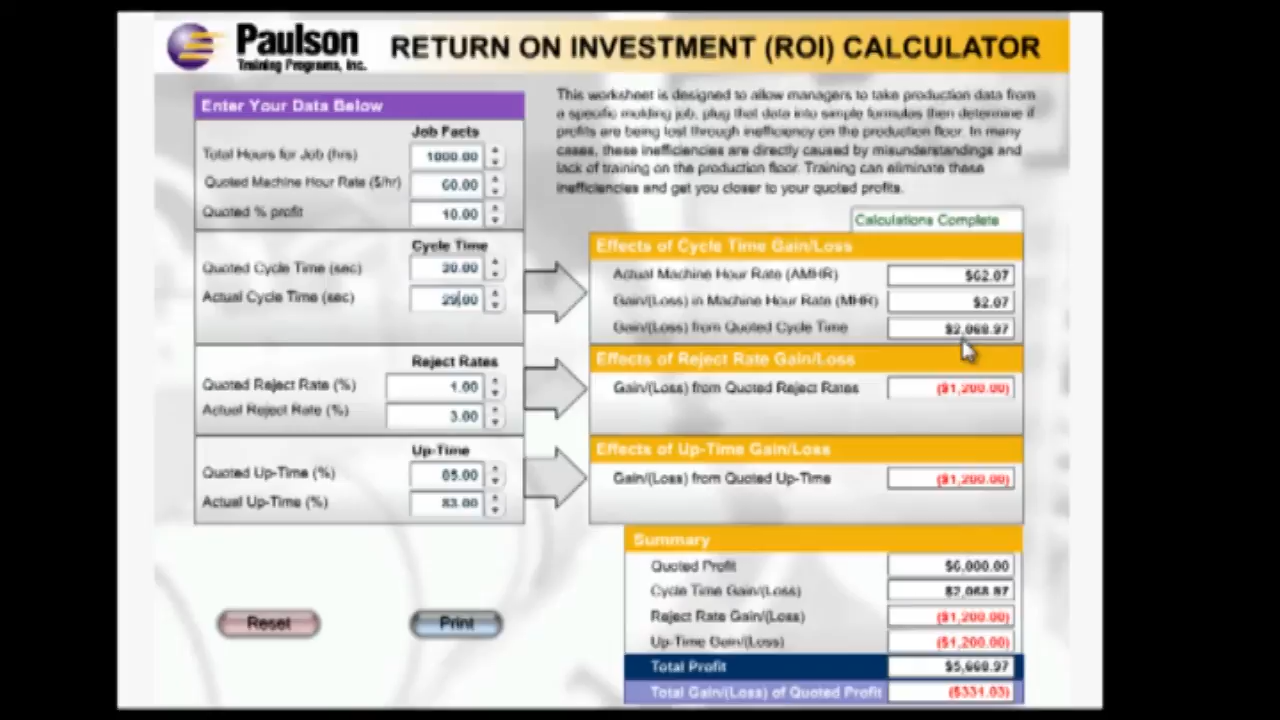 Paulson
Training Programs, Inc.
RETURN ON INVESTMENT (ROI) CALCULATOR
Enter Your Data Below
Job Facts
Total Hours for Job (hrs) 1000.00
Quoted Machine Hour Rate ($/hr) 60.00
Quoted % profit 10.00
Cycle Time
Quoted Cycle Time (sec) 30.00
Actual Cycle Time (sec) 29.00
Reject Rates
Quoted Reject Rate (%) 1.00
Actual Reject Rate (%) 3.00
Up-Time
Quoted Up-Time (%) 85.00
Actual Up-Time (%) 83.00
Reset
Print
This worksheet is designed to allow managers to take production data from
a specific molding job, plug that data into simple formulas then determine if
profits are being lost through inefficiency on the production floor. In many
cases, these inefficiencies are directly caused by misunderstandings and
lack of training on the production floor. Training can eliminate these
inefficiencies and get you closer to your quoted profits.
Calculations Complete
Effects of Cycle Time Gain/Loss
Actual Machine Hour Rate (AMHR) $62.07
Gain/(Loss) in Machine Hour Rate (MHR) $2.07
Gain/(Loss) from Quoted Cycle Time $2,068.97
Effects of Reject Rate Gain/Loss
Gain/(Loss) from Quoted Reject Rates ($1,200.00)
Effects of Up-Time Gain/Loss
Gain/(Loss) from Quoted Up-Time ($1,200.00)
Summary
Quoted Profit $6,000.00
Cycle Time Gain/(Loss) $2,068.97
Reject Rate Gain/(Loss) ($1,200.00)
Up-Time Gain/(Loss) ($1,200.00)
Total Profit $5,668.97
Total Gain/(Loss) of Quoted Profit ($331.03)